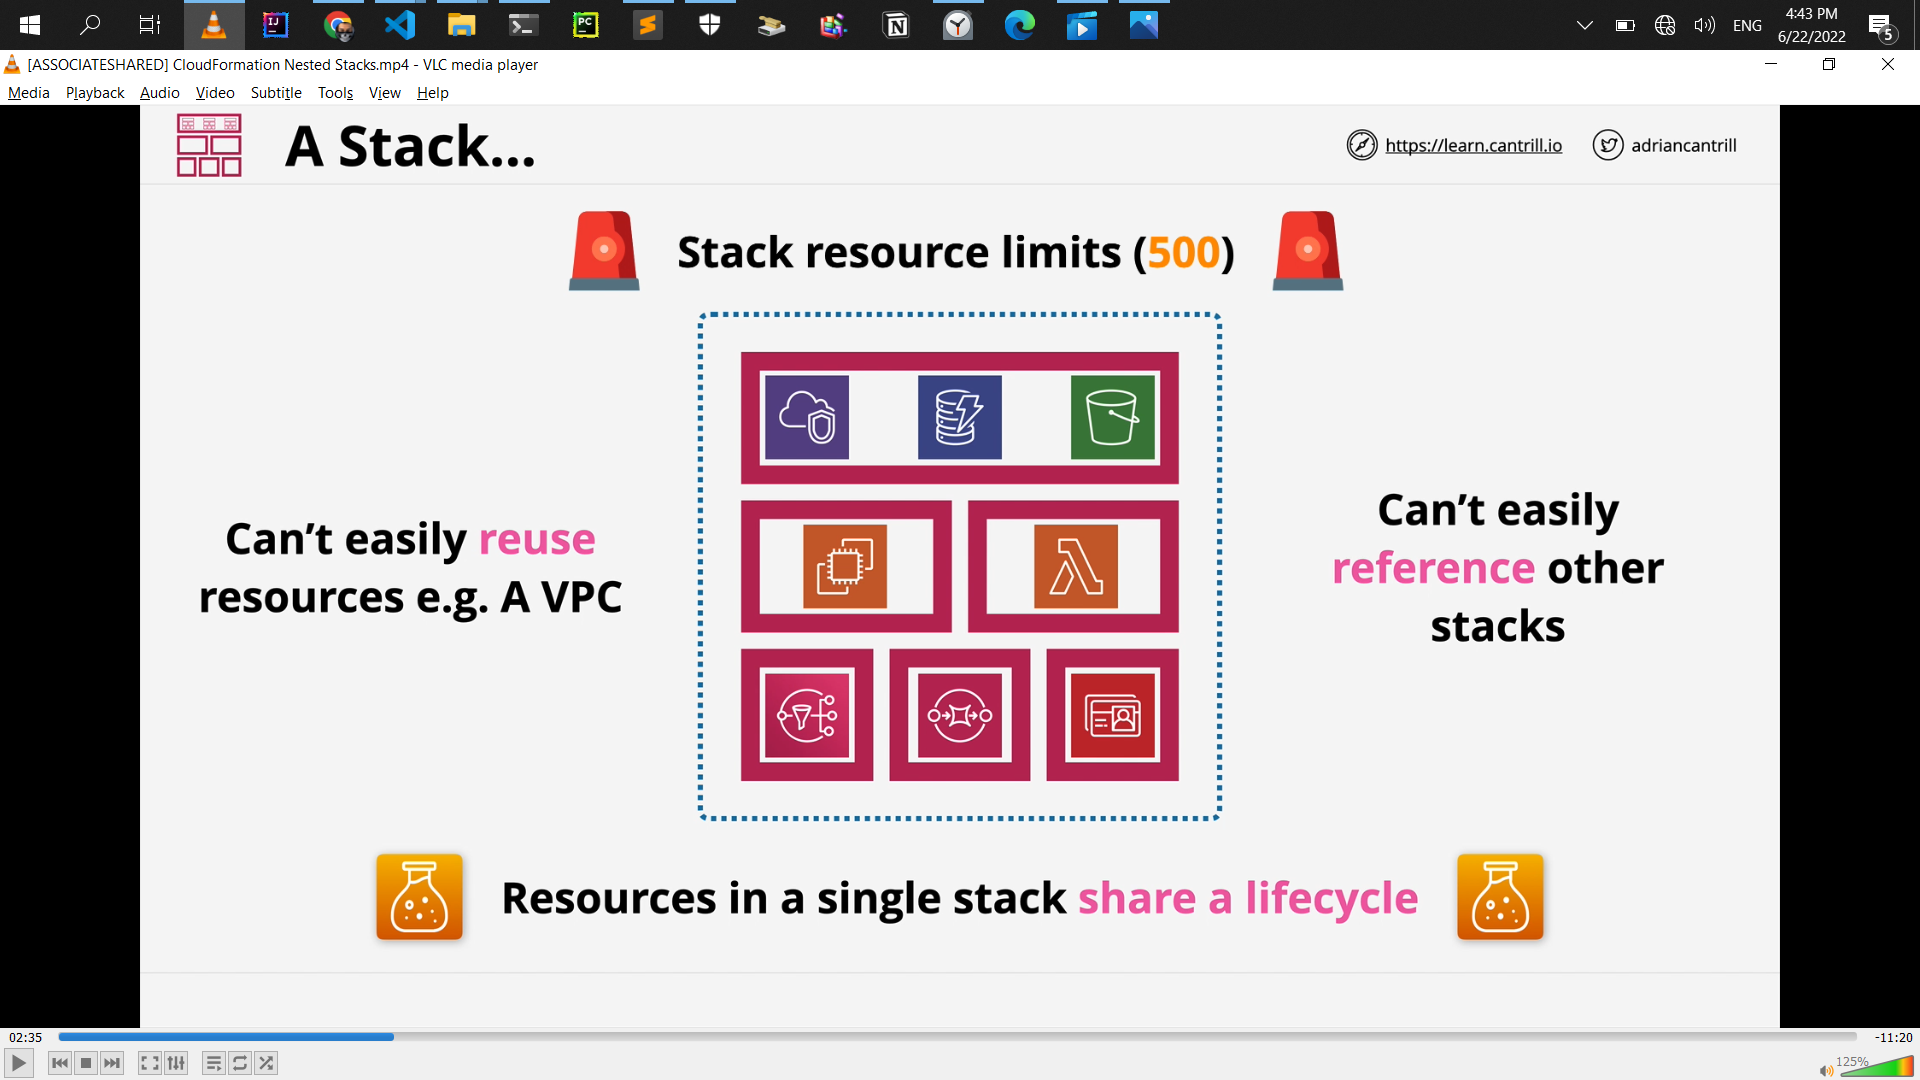 IJ
PC
N
ENG
4:43 PM
6/22/2022
5
[ASSOCIATESHARED] CloudFormation Nested Stacks.mp4 - VLC media player
Media Playback Audio Video Subtitle Tools View Help
A Stack...
https://learn.cantrill.io
adriancantrill
Stack resource limits (500)
Can't easily reuse
resources e.g. A VPC
Can't easily
reference other
stacks
Resources in a single stack share a lifecycle
02:35
-11:20
125%